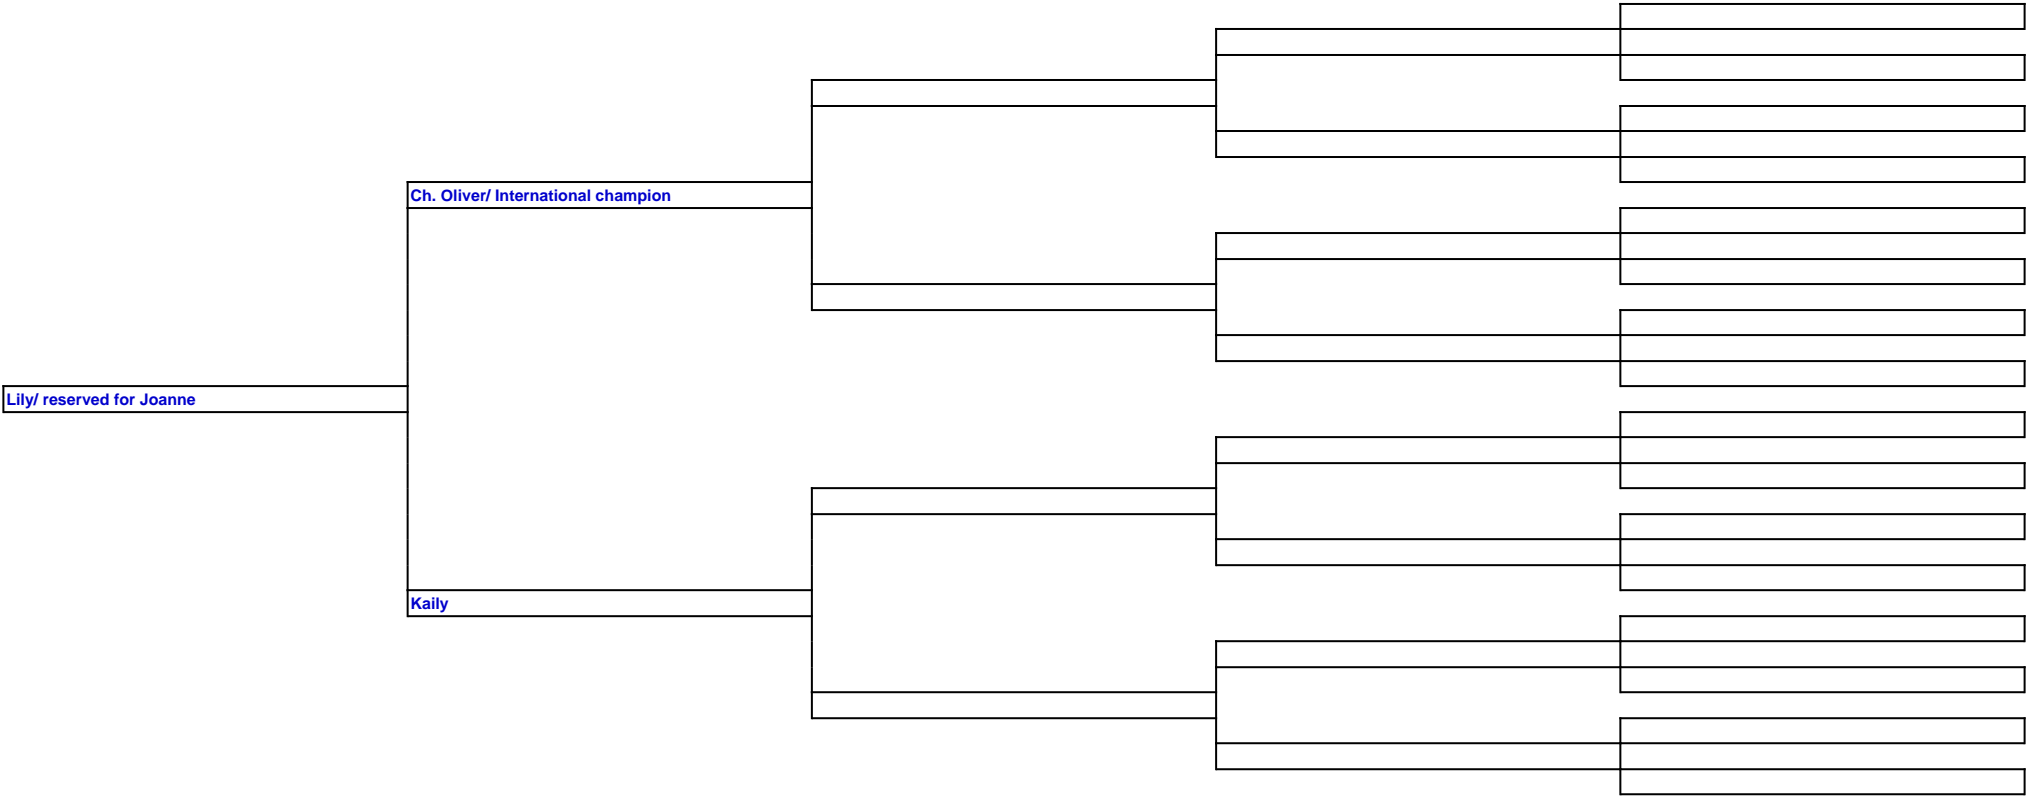 Ch. Oliver/ International champion
Lily/ reserved for Joanne
Kaily